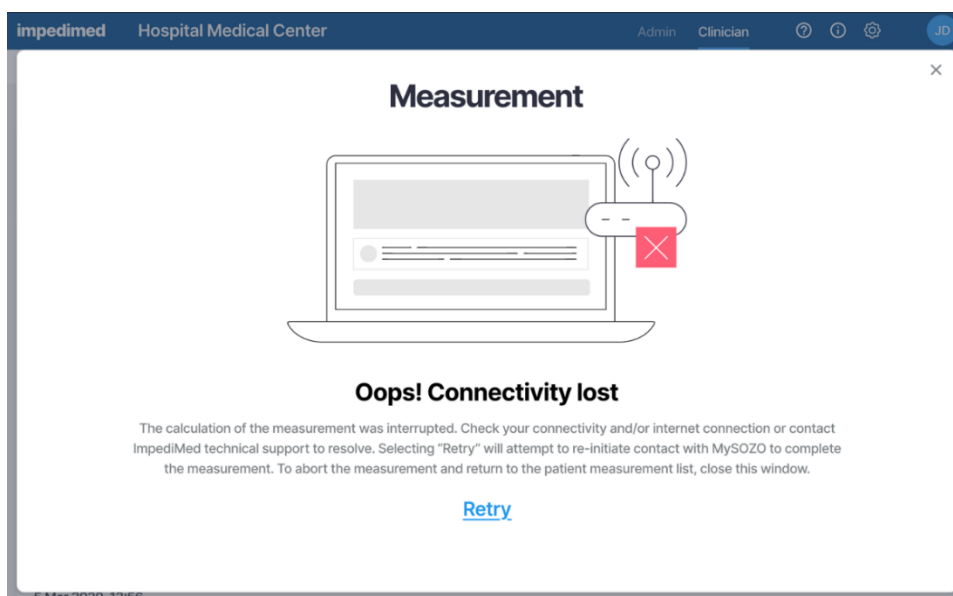 impedimed Hospital Medical Center Admin Clinician JD
Measurement
Oops! Connectivity lost
The calculation of the measurement was interrupted. Check your connectivity and/or internet connection or contact
ImpediMed technical support to resolve. Selecting "Retry" will attempt to re-initiate contact with MySOZO to complete
the measurement. To abort the measurement and return to the patient measurement list, close this window.
Retry